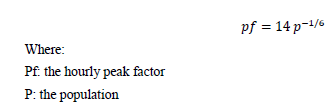 pf = 14 p^{-1/6}
Where:
Pf: the hourly peak factor
P: the population